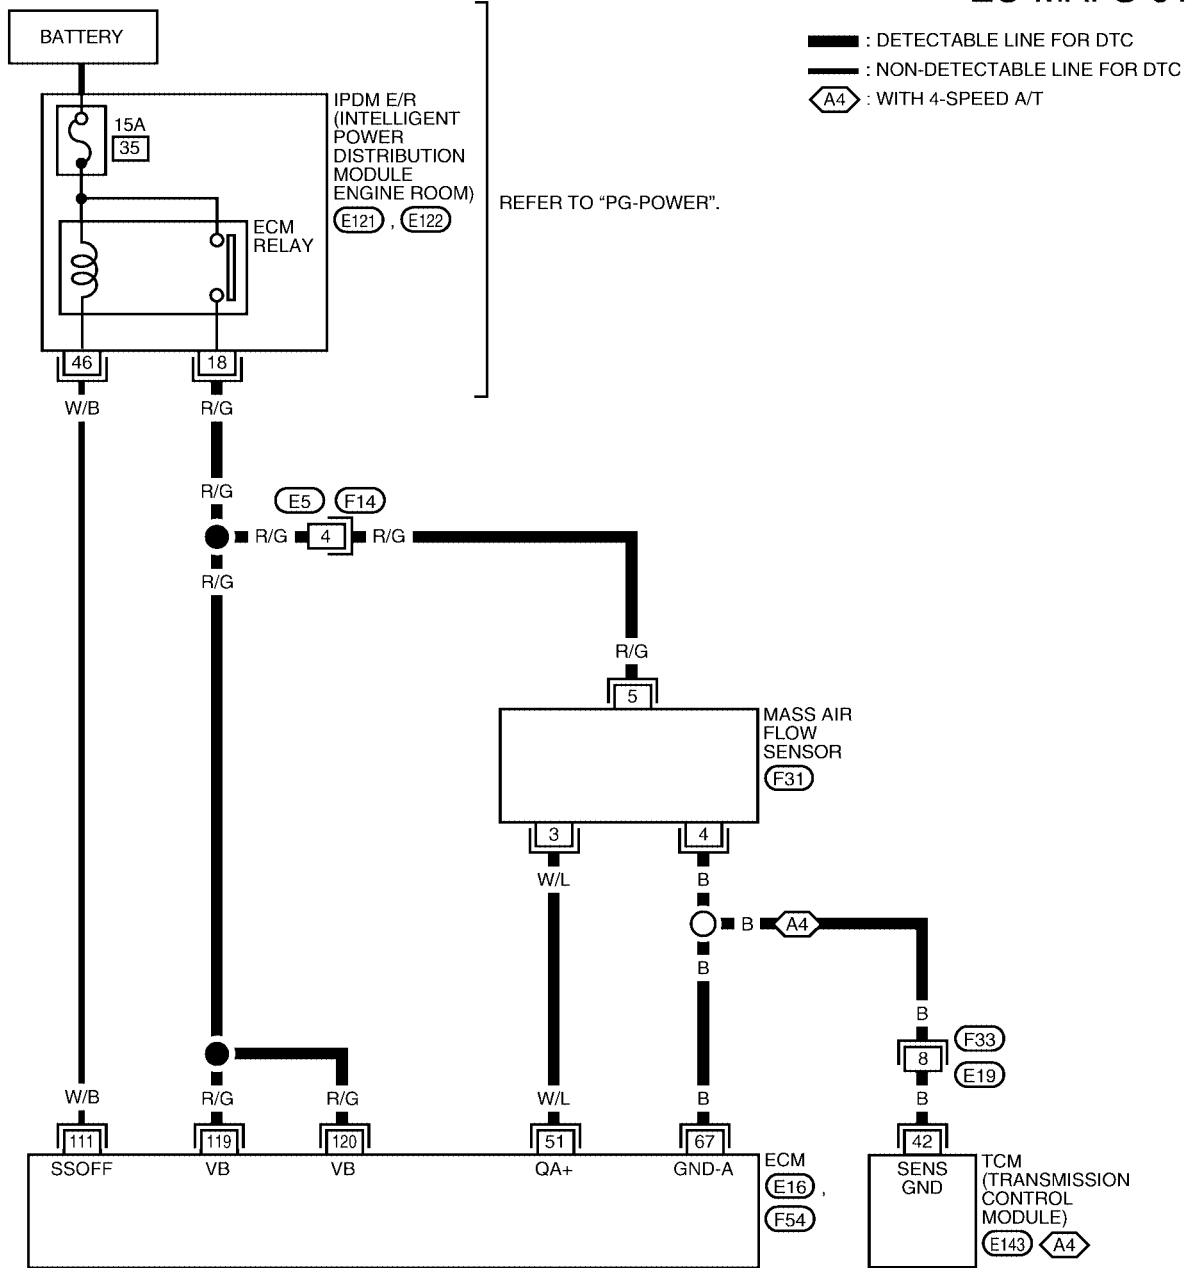 BATTERY
: DETECTABLE LINE FOR DTC
: NON-DETECTABLE LINE FOR DTC
A4 : WITH 4-SPEED A/T
15A
35
IPDM E/R
(INTELLIGENT
POWER
DISTRIBUTION
MODULE
ENGINE ROOM)
E121 , E122
REFER TO “PG-POWER”.
ECM
RELAY
46 18
W/B R/G
R/G
E5 F14
R/G 4 R/G
R/G
R/G
5
MASS AIR
FLOW
SENSOR
F31
3 4
W/L B
B A4
B
B
F33
8
E19
W/B R/G R/G W/L B B
111 119 120 51 67 42
SSOFF VB VB QA+ GND-A
ECM
E16 ,
F54
SENS
GND
TCM
(TRANSMISSION
CONTROL
MODULE)
E143 A4